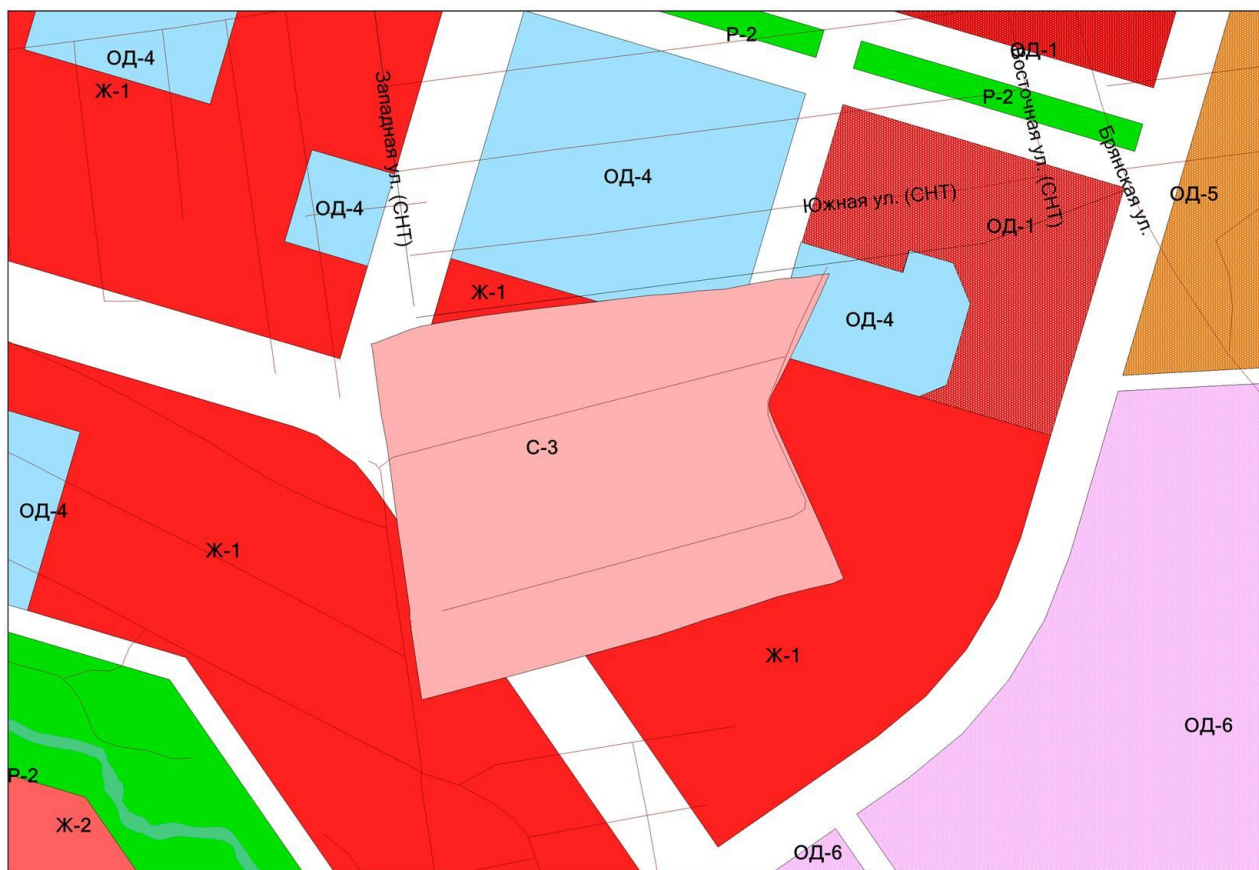 Р-2
ОД-1
ОД-4
Ж-1
Р-2
Западная ул. (СНТ)
Восточная ул. (СНТ)
Брянская ул.
ОД-4
ОД-5
ОД-4
Южная ул. (СНТ)
ОД-1
Ж-1
ОД-4
С-3
ОД-4
Ж-1
Ж-1
ОД-6
Р-2
Ж-2
ОД-6